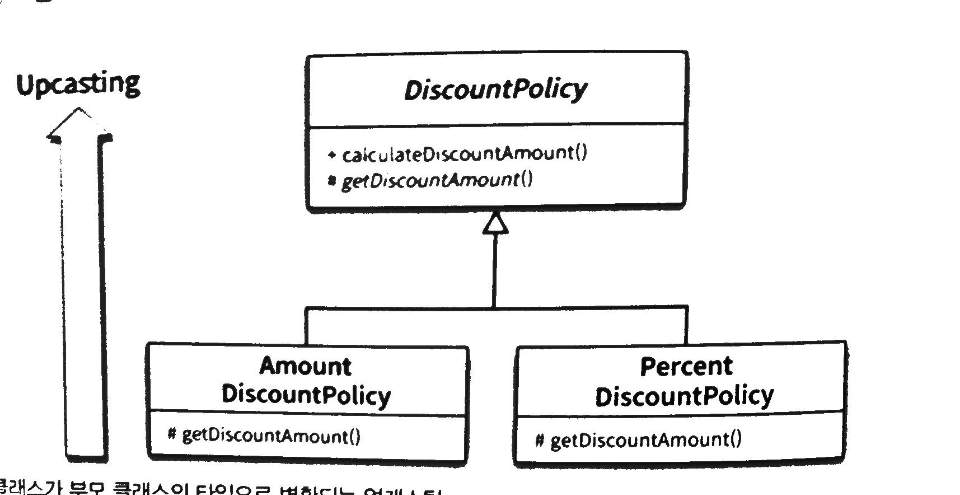 Upcasting
DiscountPolicy
+ calculateDiscountAmount()
# getDiscountAmount()
Amount
DiscountPolicy
# getDiscountAmount()
Percent
DiscountPolicy
# getDiscountAmount()
클래스가 부모 클래스의 타입으로 변환되는 업캐스팅